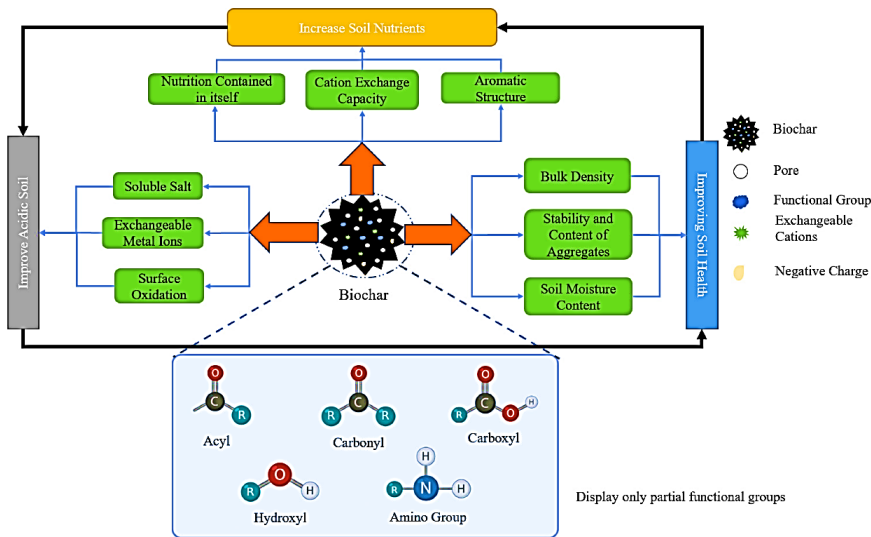 Increase Soil Nutrients
Nutrition Contained
in itself
Cation Exchange
Capacity
Aromatic
Structure
Improve Acidic Soil
Soluble Salt
Exchangeable
Metal Ions
Surface
Oxidation
Biochar
Bulk Density
Stability and
Content of
Aggregates
Soil Moisture
Content
Improving Soil Health
Biochar
Pore
Functional Group
Exchangeable
Cations
Negative Charge
O
C
R
Acyl
O
C
R
R
Carbonyl
O
C
R
O
H
Carboxyl
O
R
H
Hydroxyl
H
R
N
H
Amino Group
Display only partial functional groups